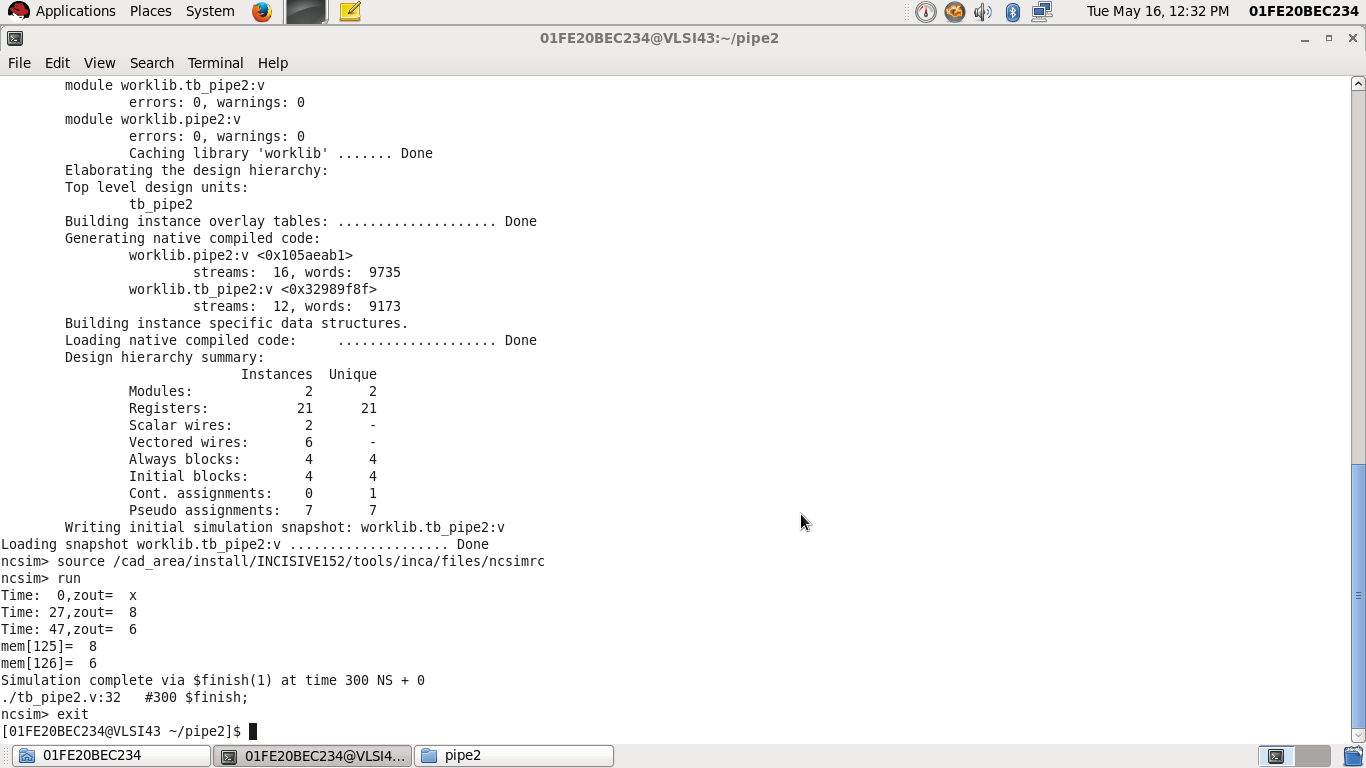 Applications Places System Tue May 16, 12:32 PM 01FE20BEC234
01FE20BEC234@VLSI43:~/pipe2
File Edit View Search Terminal Help
module worklib.tb_pipe2:v
errors: 0, warnings: 0
module worklib.pipe2:v
errors: 0, warnings: 0
Caching library 'worklib' ....... Done
Elaborating the design hierarchy:
Top level design units:
tb_pipe2
Building instance overlay tables: .................... Done
Generating native compiled code:
worklib.pipe2:v <0x105aeab1>
streams:  16, words:  9735
worklib.tb_pipe2:v <0x32989f8f>
streams:  12, words:  9173
Building instance specific data structures.
Loading native compiled code:     .................... Done
Design hierarchy summary:
Instances  Unique
Modules:              2       2
Registers:           21      21
Scalar wires:         2       -
Vectored wires:       6       -
Always blocks:        4       4
Initial blocks:       4       4
Cont. assignments:    0       1
Pseudo assignments:   7       7
Writing initial simulation snapshot: worklib.tb_pipe2:v
Loading snapshot worklib.tb_pipe2:v .................... Done
ncsim> source /cad_area/install/INCISIVE152/tools/inca/files/ncsimrc
ncsim> run
Time:  0,zout=  x
Time: 27,zout=  8
Time: 47,zout=  6
mem[125]=  8
mem[126]=  6
Simulation complete via $finish(1) at time 300 NS + 0
./tb_pipe2.v:32   #300 $finish;
ncsim> exit
[01FE20BEC234@VLSI43 ~/pipe2]$
01FE20BEC234 01FE20BEC234@VLSI4... pipe2